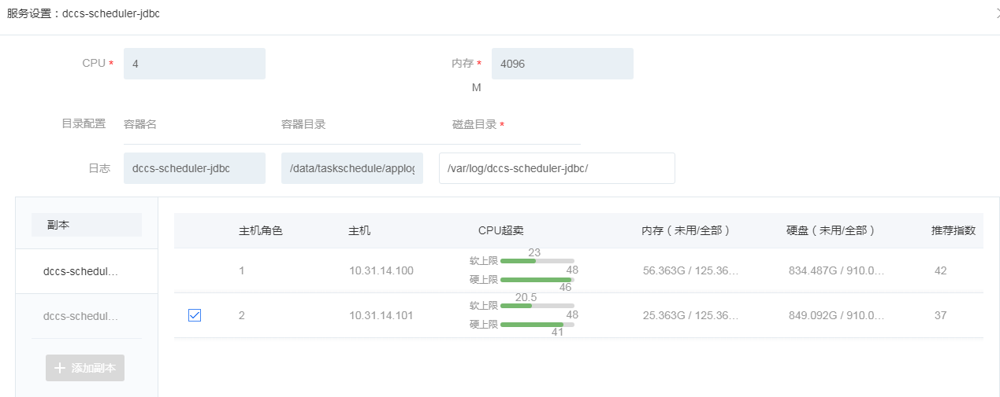 服务设置：dccs-scheduler-jdbc
CPU * 4 内存 * 4096
M
目录配置 容器名 容器目录 磁盘目录 *
日志 dccs-scheduler-jdbc /data/taskschedule/applog /var/log/dccs-scheduler-jdbc/
副本
dccs-schedul...
dccs-schedul...
添加副本
主机角色 主机 CPU超卖 内存（未用/全部） 硬盘（未用/全部） 推荐指数
1 10.31.14.100 软上限 23 48 硬上限 46 56.363G / 125.36... 834.487G / 910.0... 42
2 10.31.14.101 软上限 20.5 48 硬上限 41 25.363G / 125.36... 849.092G / 910.0... 37